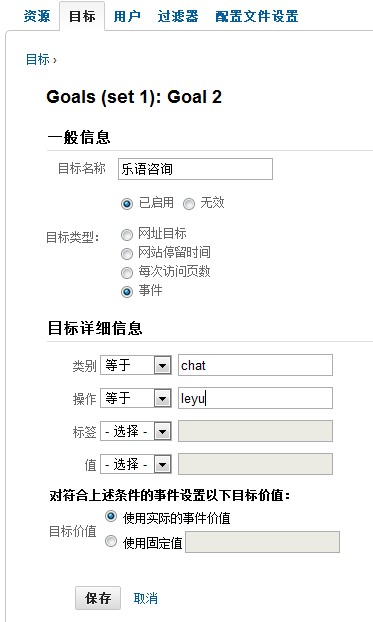 资源 目标 用户 过滤器 配置文件设置
目标 ›
Goals (set 1): Goal 2
一般信息
目标名称 乐语咨询
已启用 无效
目标类型： 网址目标
网站停留时间
每次访问页数
事件
目标详细信息
类别 等于 chat
操作 等于 leyu
标签 - 选择 -
值 - 选择 -
对符合上述条件的事件设置以下目标价值：
目标价值 使用实际的事件价值
使用固定值
保存 取消